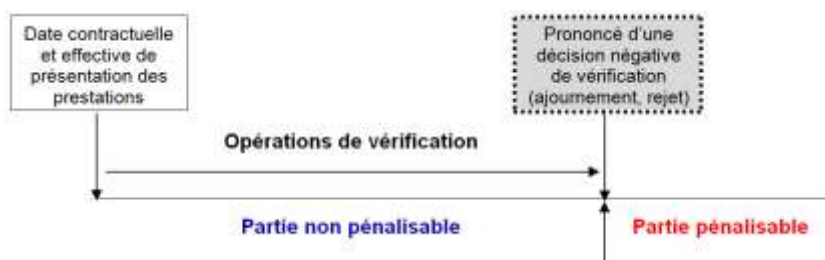 Date contractuelle
et effective de
présentation des
prestations
Prononcé d'une
décision négative
de vérification
(ajournement, rejet)
Opérations de vérification
Partie non pénalisable
Partie pénalisable